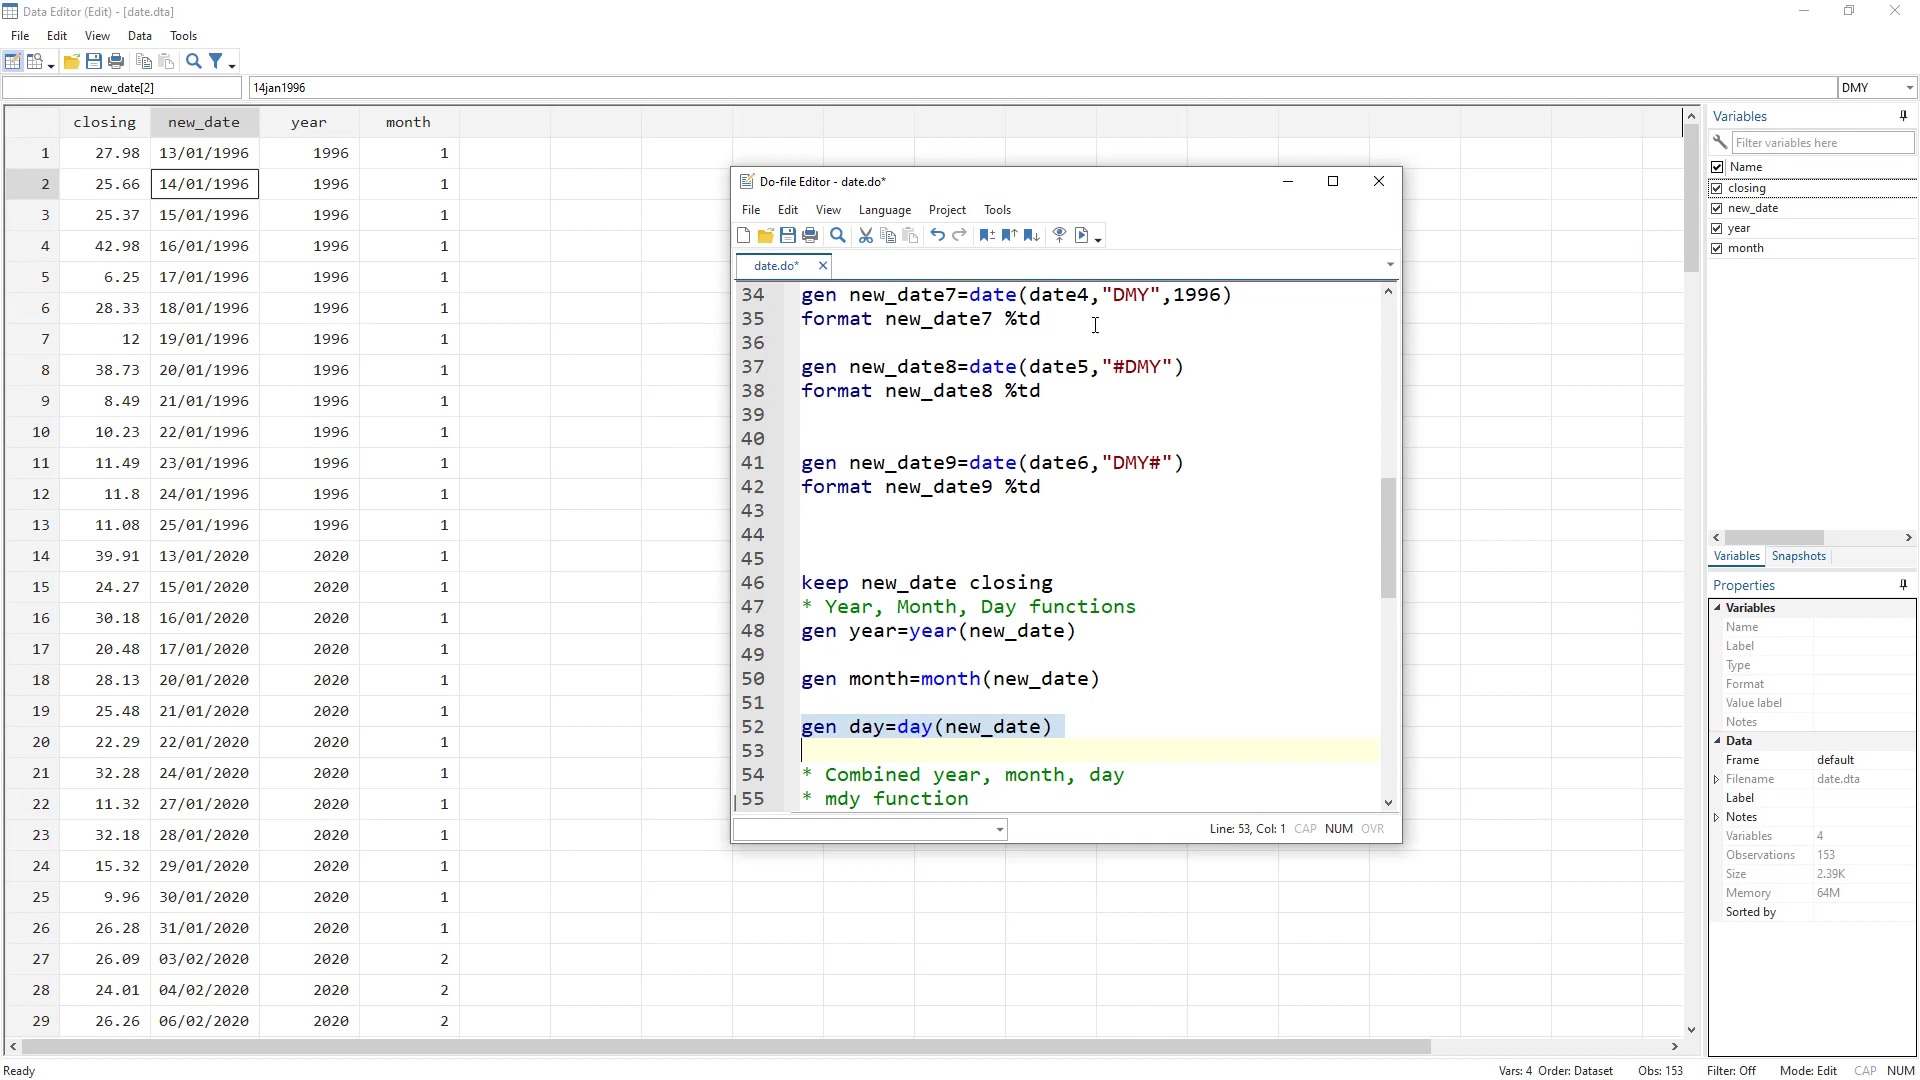 Data Editor (Edit) - [date.dta]
File Edit View Data Tools
new_date[2] 14jan1996 DMY
closing new_date year month
1 27.98 13/01/1996 1996 1
2 25.66 14/01/1996 1996 1
3 25.37 15/01/1996 1996 1
4 42.98 16/01/1996 1996 1
5 6.25 17/01/1996 1996 1
6 28.33 18/01/1996 1996 1
7 12 19/01/1996 1996 1
8 38.73 20/01/1996 1996 1
9 8.49 21/01/1996 1996 1
10 10.23 22/01/1996 1996 1
11 11.49 23/01/1996 1996 1
12 11.8 24/01/1996 1996 1
13 11.08 25/01/1996 1996 1
14 39.91 13/01/2020 2020 1
15 24.27 15/01/2020 2020 1
16 30.18 16/01/2020 2020 1
17 20.48 17/01/2020 2020 1
18 28.13 20/01/2020 2020 1
19 25.48 21/01/2020 2020 1
20 22.29 22/01/2020 2020 1
21 32.28 24/01/2020 2020 1
22 11.32 27/01/2020 2020 1
23 32.18 28/01/2020 2020 1
24 15.32 29/01/2020 2020 1
25 9.96 30/01/2020 2020 1
26 26.28 31/01/2020 2020 1
27 26.09 03/02/2020 2020 2
28 24.01 04/02/2020 2020 2
29 26.26 06/02/2020 2020 2
Do-file Editor - date.do*
File Edit View Language Project Tools
date.do*
34 gen new_date7=date(date4,"DMY",1996)
35 format new_date7 %td
36
37 gen new_date8=date(date5,"#DMY")
38 format new_date8 %td
39
40
41 gen new_date9=date(date6,"DMY#")
42 format new_date9 %td
43
44
45
46 keep new_date closing
47 * Year, Month, Day functions
48 gen year=year(new_date)
49
50 gen month=month(new_date)
51
52 gen day=day(new_date)
53
54 * Combined year, month, day
55 * mdy function
Line: 53, Col: 1 CAP NUM OVR
Variables
Filter variables here
Name
closing
new_date
year
month
Variables Snapshots
Properties
Variables
Name
Label
Type
Format
Value label
Notes
Data
Frame default
Filename date.dta
Label
Notes
Variables 4
Observations 153
Size 2.39K
Memory 64M
Sorted by
Ready Vars: 4 Order: Dataset Obs: 153 Filter: Off Mode: Edit CAP NUM